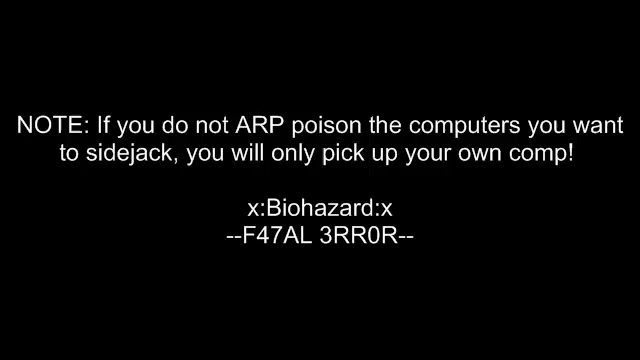 NOTE: If you do not ARP poison the computers you want
to sidejack, you will only pick up your own comp!
x:Biohazard:x
--F47AL 3RR0R--